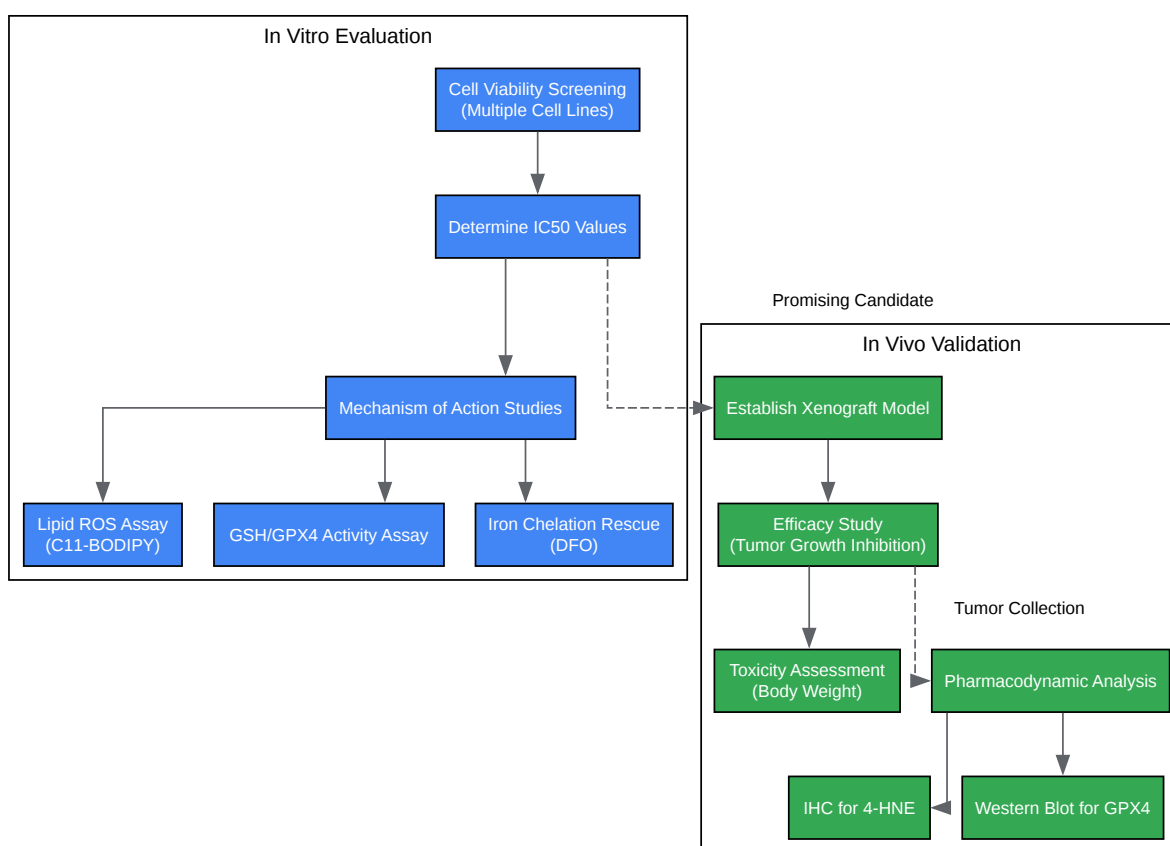 In Vitro Evaluation
Cell Viability Screening
(Multiple Cell Lines)
Determine IC50 Values
Promising Candidate
In Vivo Validation
Mechanism of Action Studies
Establish Xenograft Model
Lipid ROS Assay
(C11-BODIPY)
GSH/GPX4 Activity Assay
Iron Chelation Rescue
(DFO)
Efficacy Study
(Tumor Growth Inhibition)
Tumor Collection
Toxicity Assessment
(Body Weight)
Pharmacodynamic Analysis
IHC for 4-HNE
Western Blot for GPX4